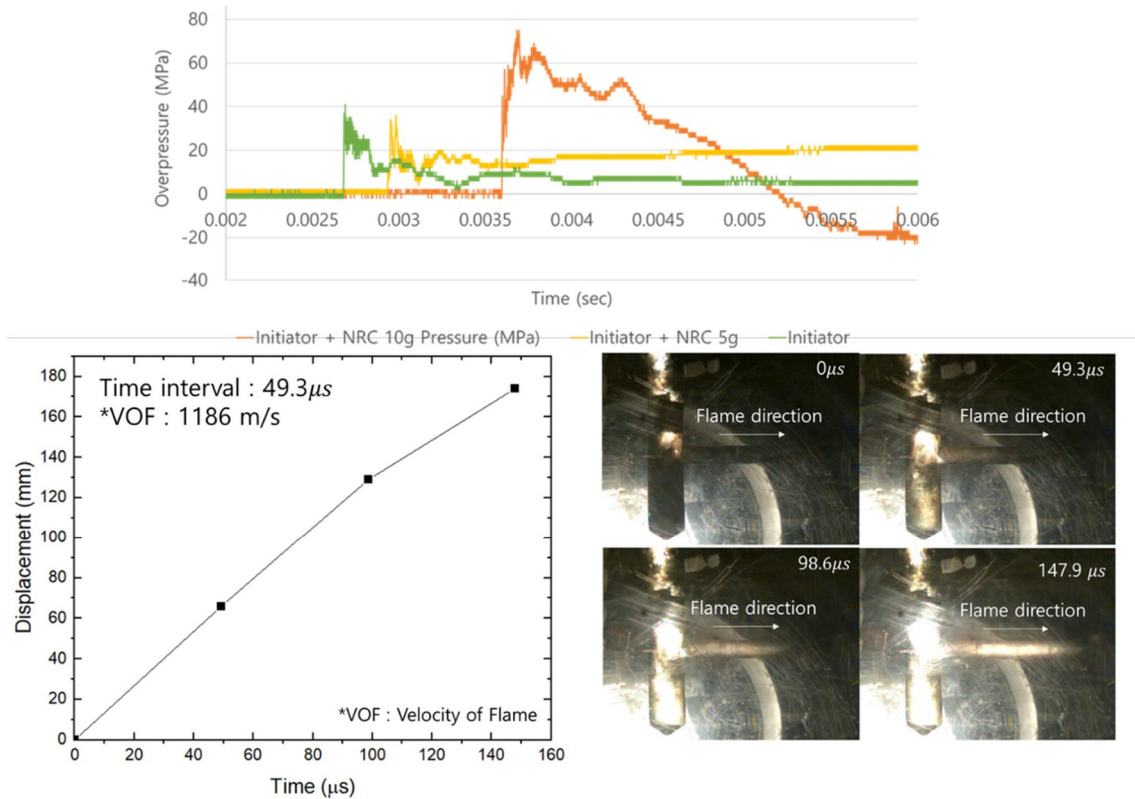 80
60
40
20
0
-20
-40
Overpressure (MPa)
0.002 0.0025 0.003 0.0035 0.004 0.0045 0.005 0.0055 0.006
Time (sec)
Initiator + NRC 10g Pressure (MPa) Initiator + NRC 5g Initiator
180
160
140
120
100
80
60
40
20
0
Displacement (mm)
Time interval : 49.3μs
*VOF : 1186 m/s
*VOF : Velocity of Flame
0 20 40 60 80 100 120 140 160
Time (μs)
0μs
Flame direction
49.3μs
Flame direction
98.6μs
Flame direction
147.9 μs
Flame direction